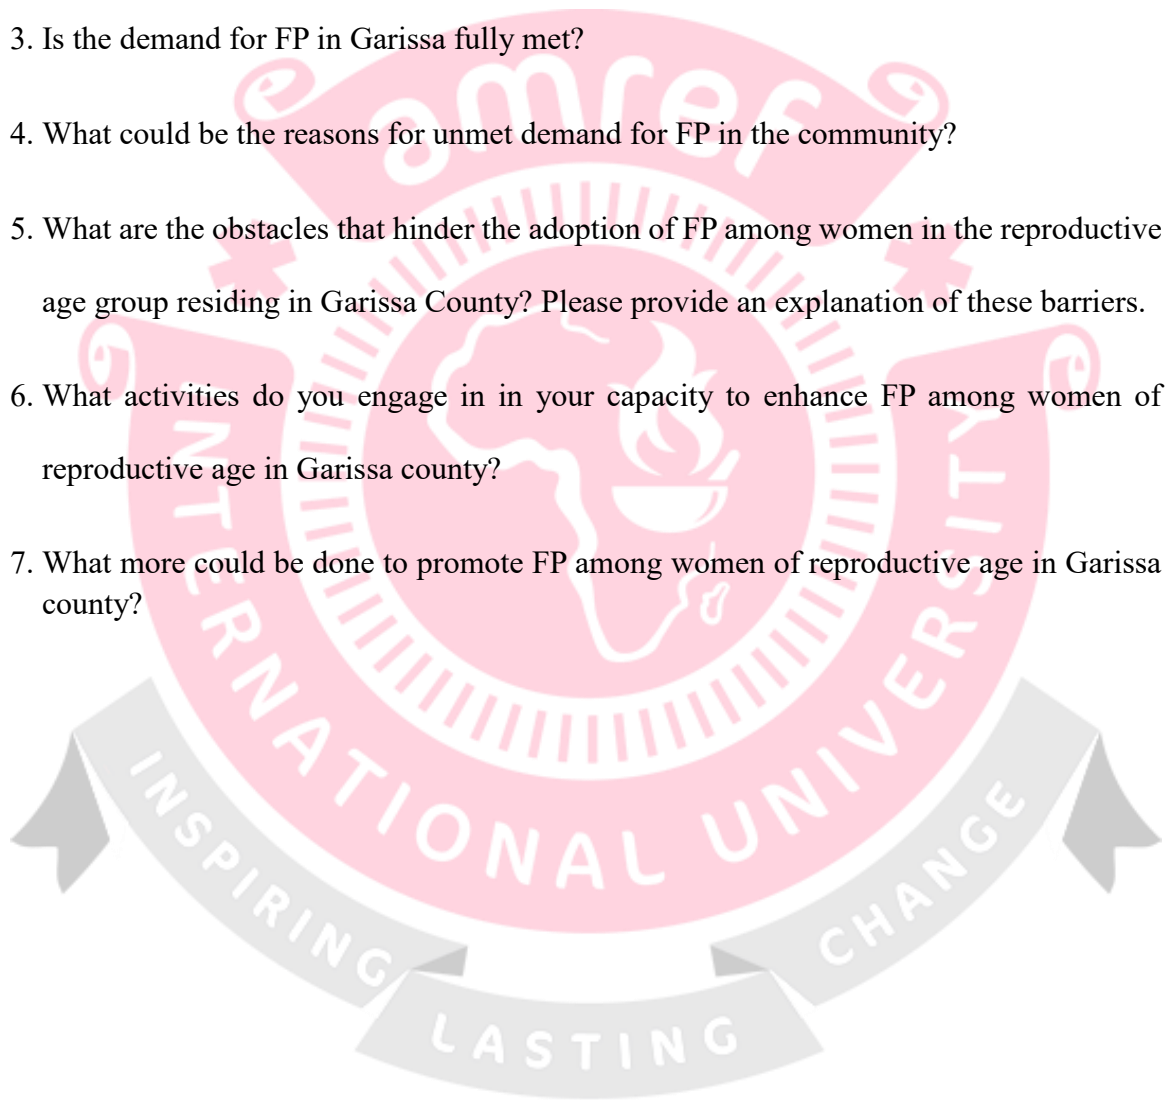 3. Is the demand for FP in Garissa fully met?
amref
4. What could be the reasons for unmet demand for FP in the community?
5. What are the obstacles that hinder the adoption of FP among women in the reproductive
age group residing in Garissa County? Please provide an explanation of these barriers.
6. What activities do you engage in in your capacity to enhance FP among women of
reproductive age in Garissa county?
7. What more could be done to promote FP among women of reproductive age in Garissa
county?
INTERNATIONAL UNIVERSITY
INSPIRING
LASTING
CHANGE